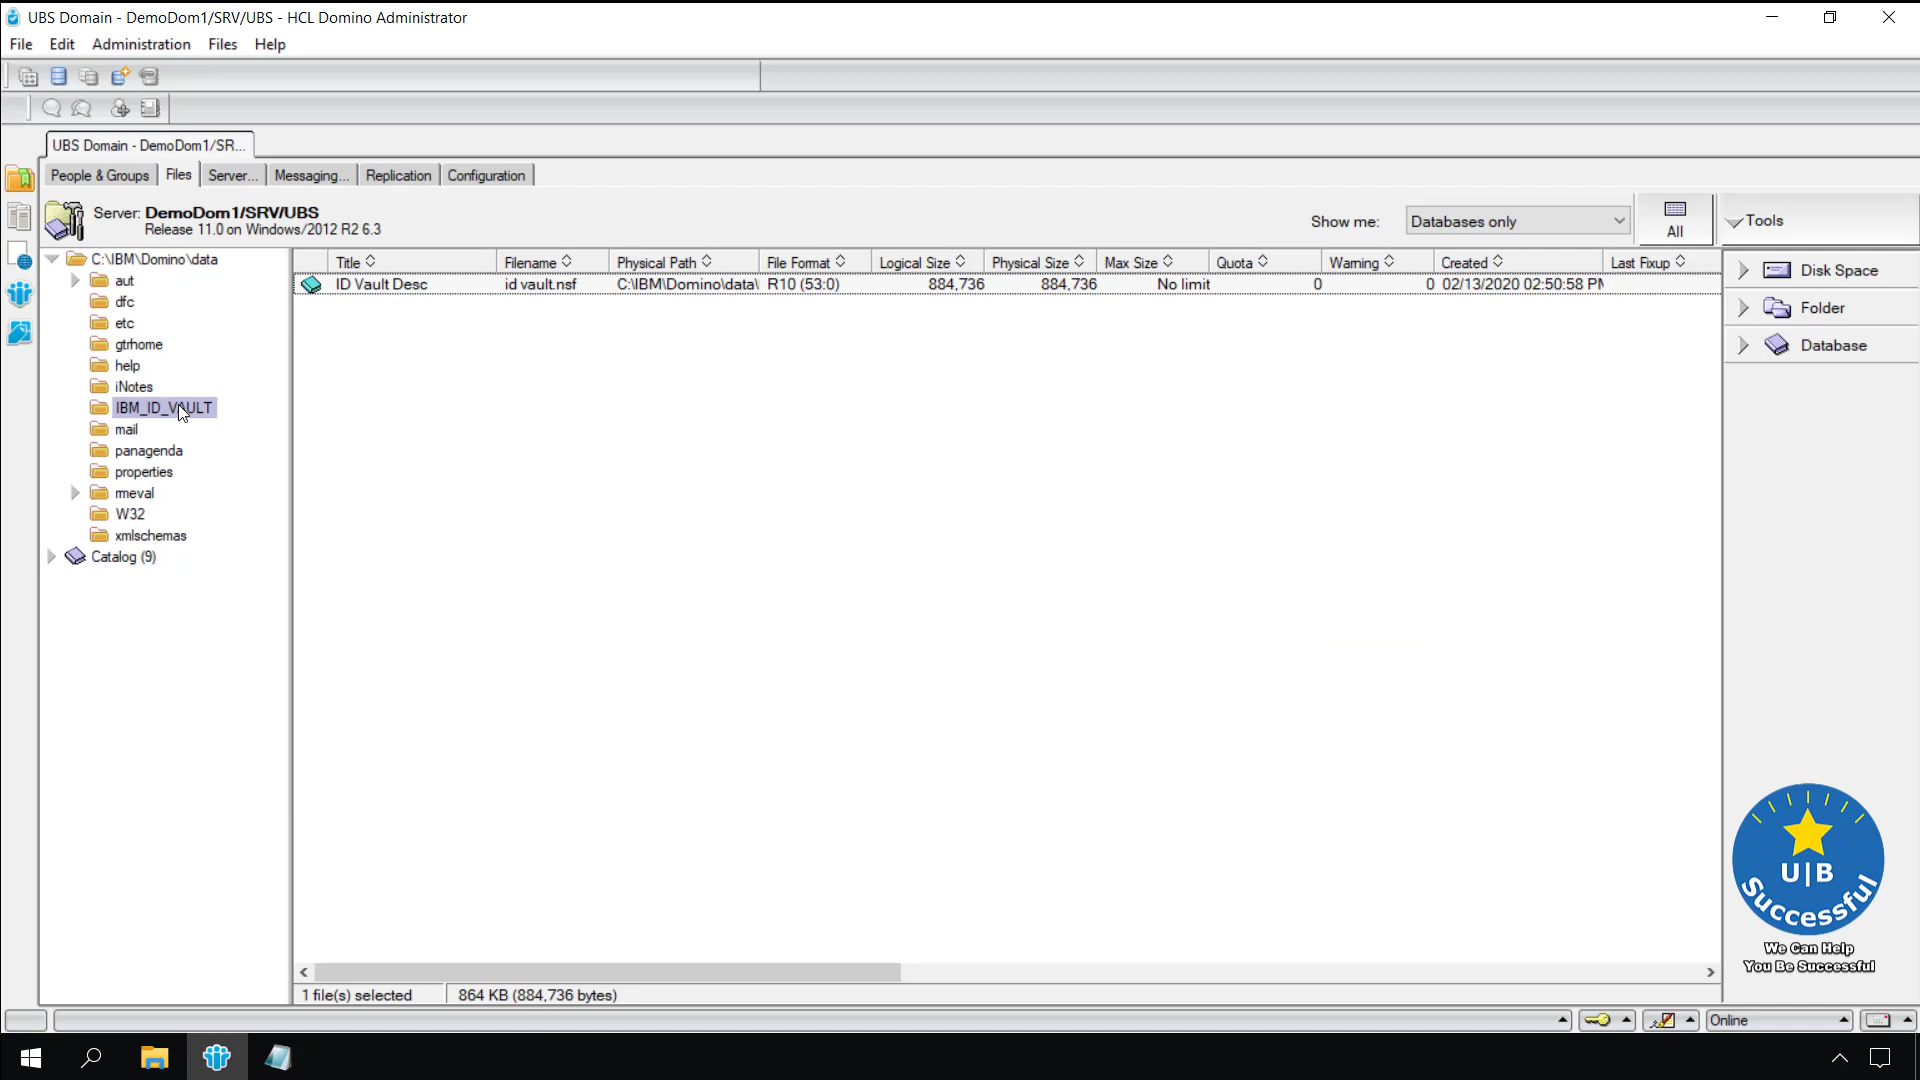 UBS Domain - DemoDom1/SRV/UBS - HCL Domino Administrator
File Edit Administration Files Help
UBS Domain - DemoDom1/SR...
People & Groups Files Server... Messaging... Replication Configuration
Server: DemoDom1/SRV/UBS
Release 11.0 on Windows/2012 R2 6.3
Show me: Databases only
All
Tools
C:\IBM\Domino\data
aut
dfc
etc
gtrhome
help
iNotes
IBM_ID_VAULT
mail
panagenda
properties
rmeval
W32
xmlschemas
Catalog (9)
Title Filename Physical Path File Format Logical Size Physical Size Max Size Quota Warning Created Last Fixup
ID Vault Desc id vault.nsf C:\IBM\Domino\data\ R10 (53:0) 884,736 884,736 No limit 0 0 02/13/2020 02:50:58 PM
Disk Space
Folder
Database
U|B
Successful
We Can Help
You Be Successful
1 file(s) selected 864 KB (884,736 bytes)
Online